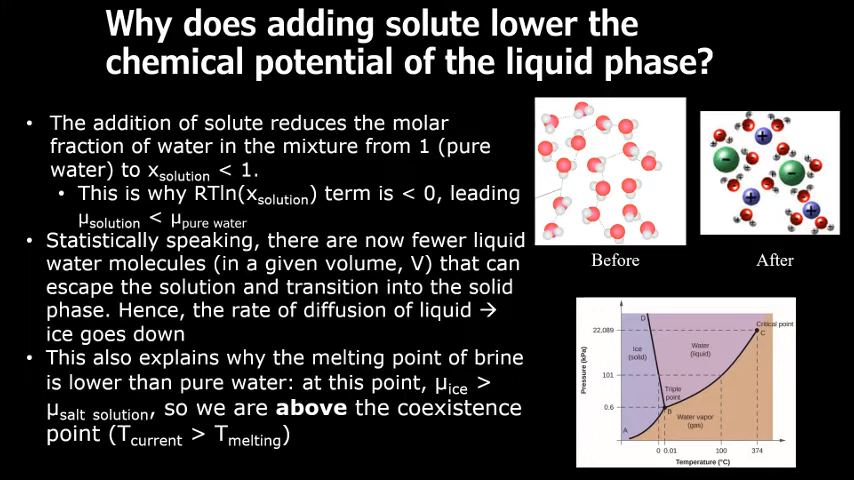 Why does adding solute lower the
chemical potential of the liquid phase?
• The addition of solute reduces the molar
fraction of water in the mixture from 1 (pure
water) to xsolution < 1.
• This is why RTln(xsolution) term is < 0, leading
µsolution < µpure water
• Statistically speaking, there are now fewer liquid
water molecules (in a given volume, V) that can
escape the solution and transition into the solid
phase. Hence, the rate of diffusion of liquid →
ice goes down
• This also explains why the melting point of brine
is lower than pure water: at this point, µice >
µsalt solution, so we are above the coexistence
point (Tcurrent > Tmelting)
Before
After
+
-
-
+
+
Pressure (kPa)
22,089
101
0.6
D
Ice
(solid)
Water
(liquid)
Critical point
C
Triple
point
B
Water vapor
(gas)
A
0 0.01 100 374
Temperature (°C)